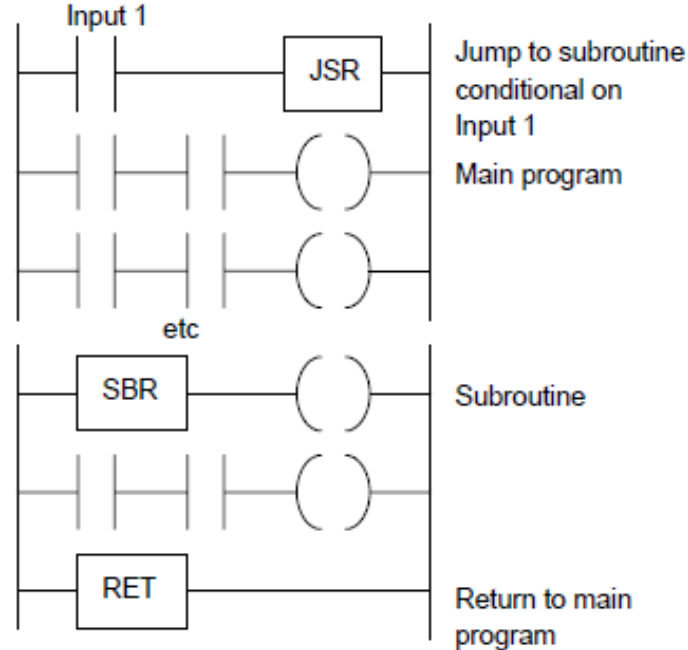 Input 1
JSR
Jump to subroutine
conditional on
Input 1
Main program
etc
SBR
Subroutine
RET
Return to main
program